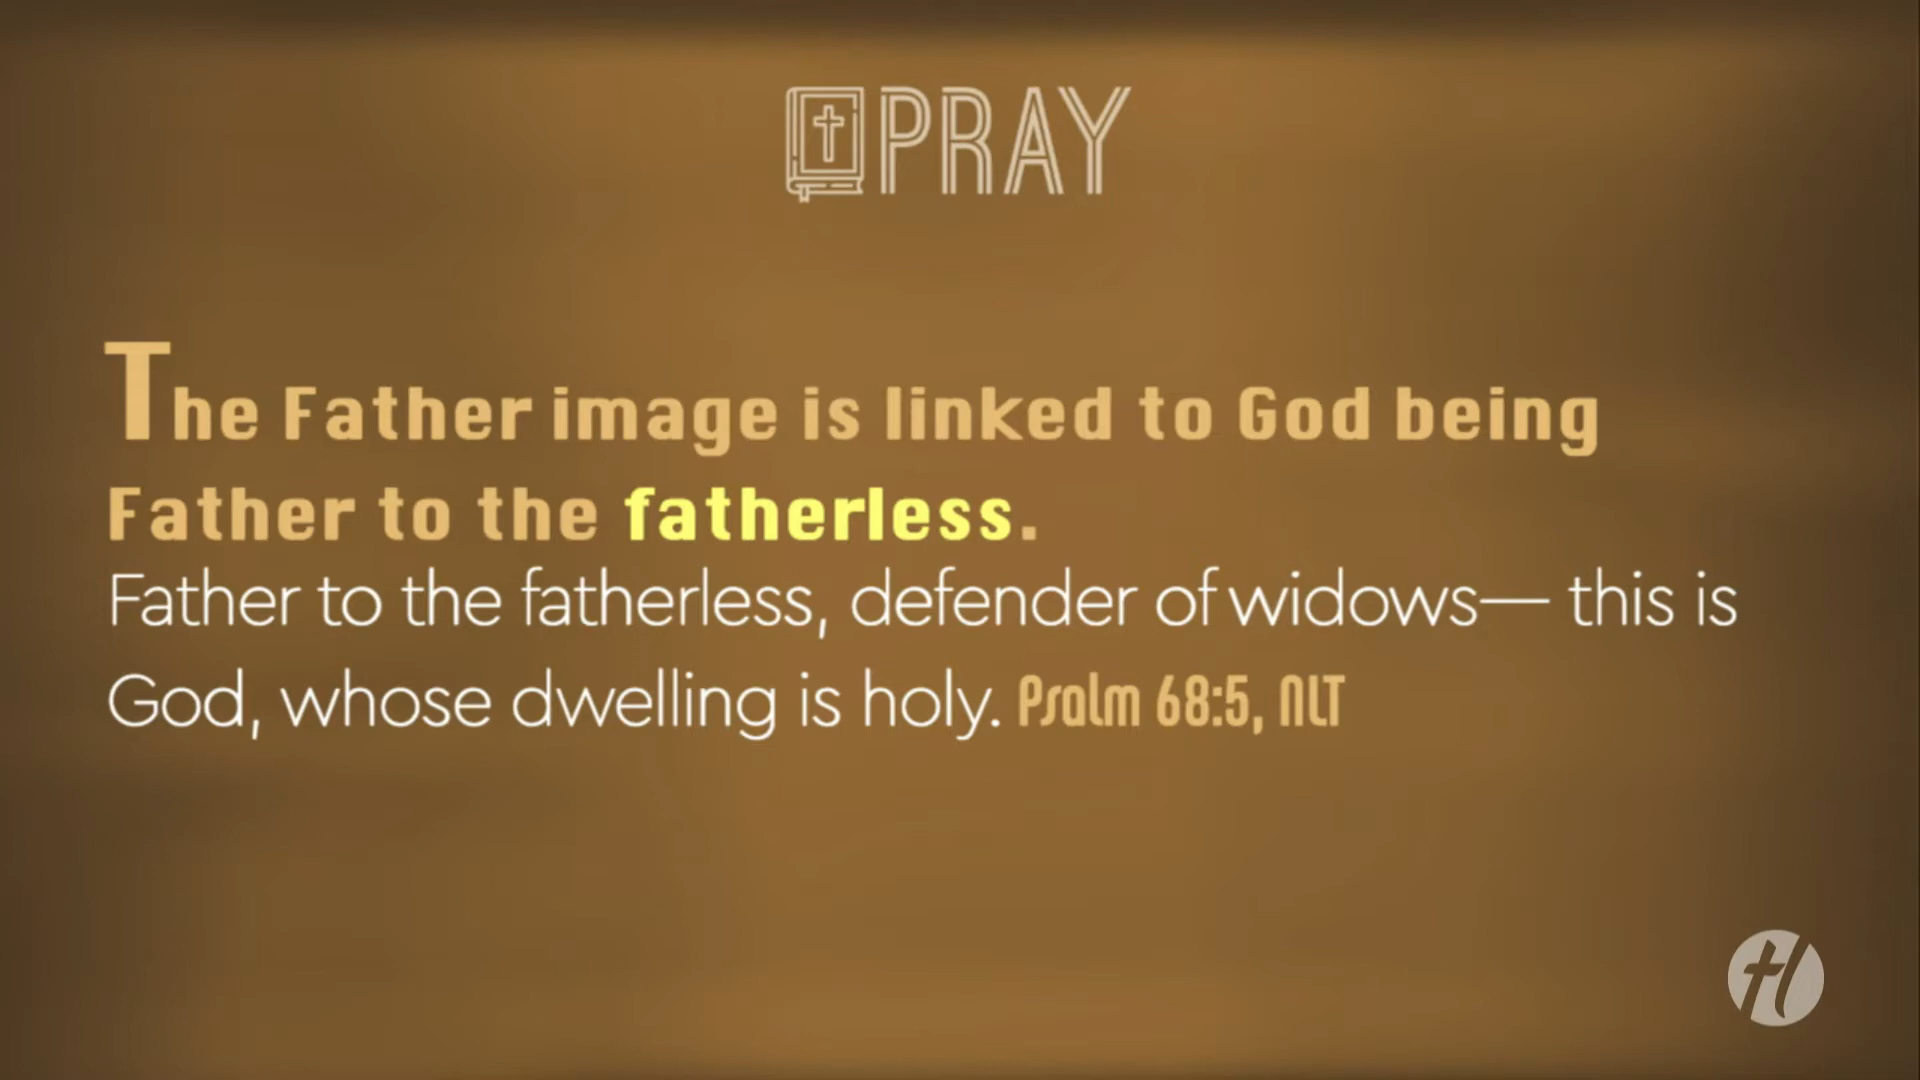 PRAY
The Father image is linked to God being
Father to the fatherless.
Father to the fatherless, defender of widows— this is
God, whose dwelling is holy. Psalm 68:5, NLT